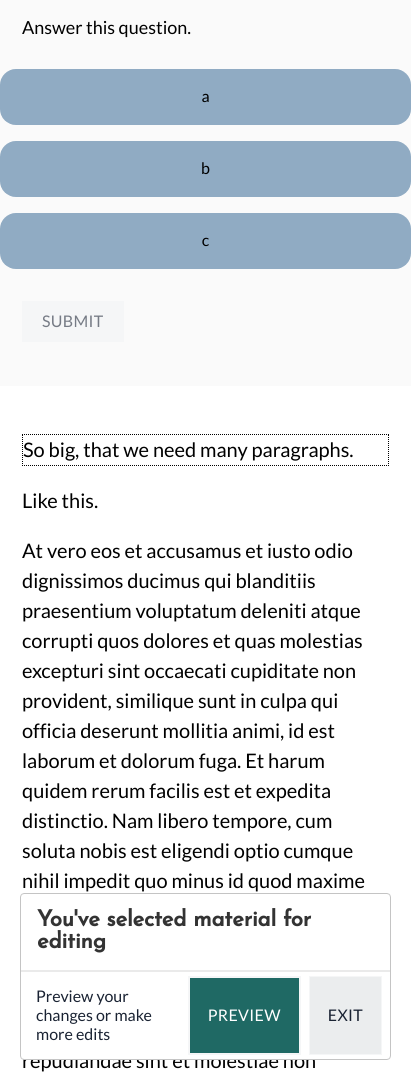 Answer this question.
a
b
c
SUBMIT
So big, that we need many paragraphs.
Like this.
At vero eos et accusamus et iusto odio
dignissimos ducimus qui blanditiis
praesentium voluptatum deleniti atque
corrupti quos dolores et quas molestias
excepturi sint occaecati cupiditate non
provident, similique sunt in culpa qui
officia deserunt mollitia animi, id est
laborum et dolorum fuga. Et harum
quidem rerum facilis est et expedita
distinctio. Nam libero tempore, cum
soluta nobis est eligendi optio cumque
nihil impedit quo minus id quod maxime
You've selected material for
editing
Preview your
changes or make
more edits
PREVIEW
EXIT
repudiandae sint et molestiae non